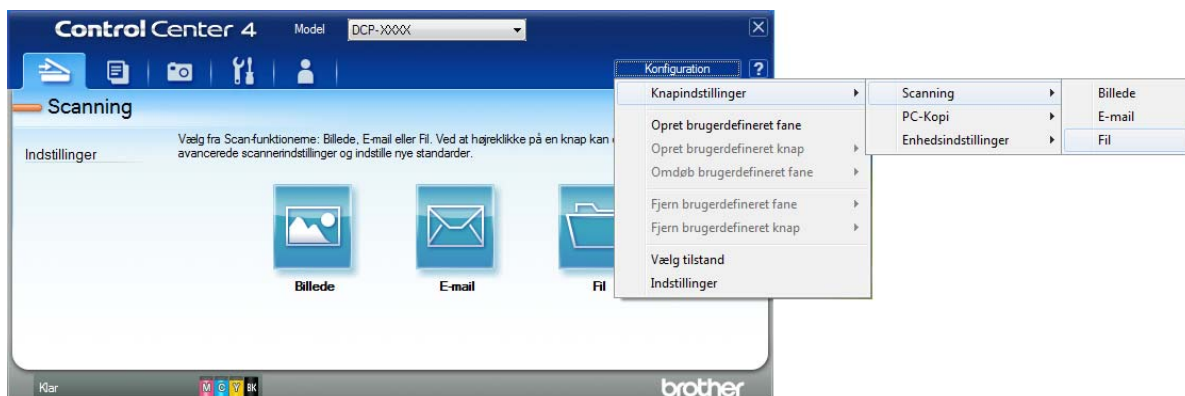 ControlCenter 4 Model DCP-XXXX
Konfiguration ?
Scanning
Indstillinger
Vælg fra Scan-funktionerne: Billede, E-mail eller Fil. Ved at højreklikke på en knap kan
avancerede scannerindstillinger og indstille nye standarder.
Billede E-mail Fil
Knapindstillinger
Opret brugerdefineret fane
Opret brugerdefineret knap
Omdøb brugerdefineret fane
Fjern brugerdefineret fane
Fjern brugerdefineret knap
Vælg tilstand
Indstillinger
Scanning
PC-Kopi
Enhedsindstillinger
Billede
E-mail
Fil
Klar M C Y BK brother